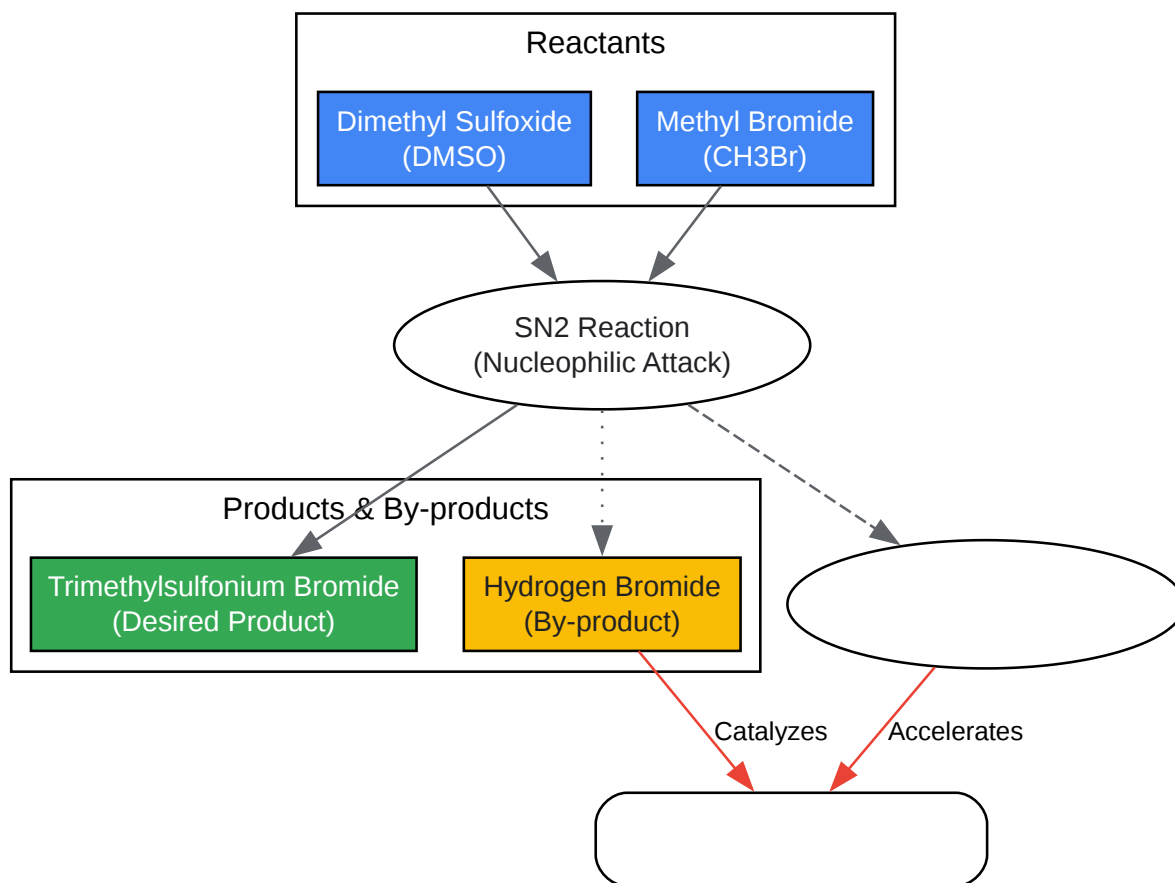 Reactants
Dimethyl Sulfoxide
(DMSO)
Methyl Bromide
(CH3Br)
SN2 Reaction
(Nucleophilic Attack)
Products & By-products
Trimethylsulfonium Bromide
(Desired Product)
Hydrogen Bromide
(By-product)
Catalyzes
Accelerates